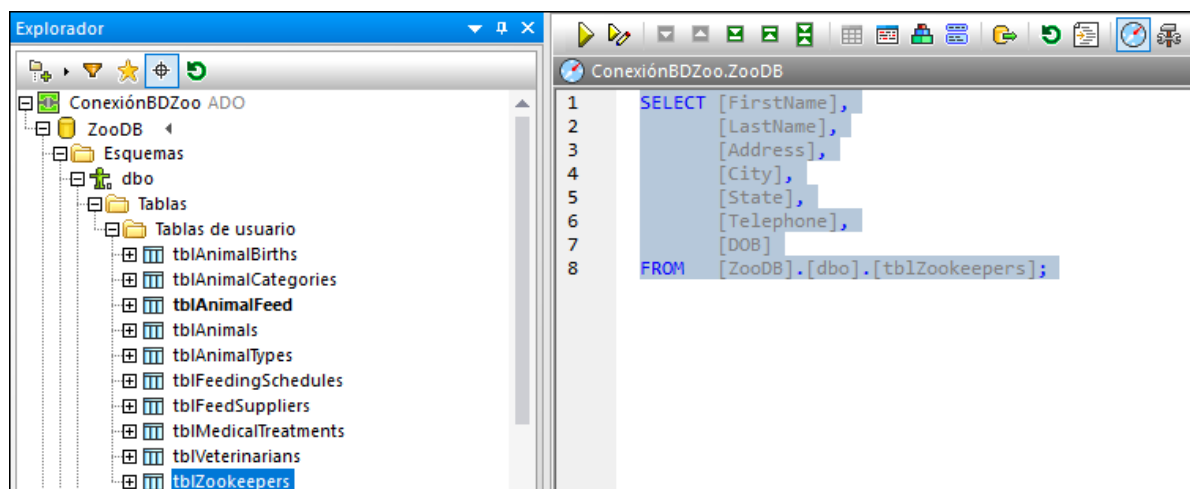 Explorador
ConexiónBDZoo ADO
ZooDB
Esquemas
dbo
Tablas
Tablas de usuario
tblAnimalBirths
tblAnimalCategories
tblAnimalFeed
tblAnimals
tblAnimalTypes
tblFeedingSchedules
tblFeedSuppliers
tblMedicalTreatments
tblVeterinarians
tblZookeepers
ConexiónBDZoo.ZooDB
1 SELECT [FirstName],
2 [LastName],
3 [Address],
4 [City],
5 [State],
6 [Telephone],
7 [DOB]
8 FROM [ZooDB].[dbo].[tblZookeepers];